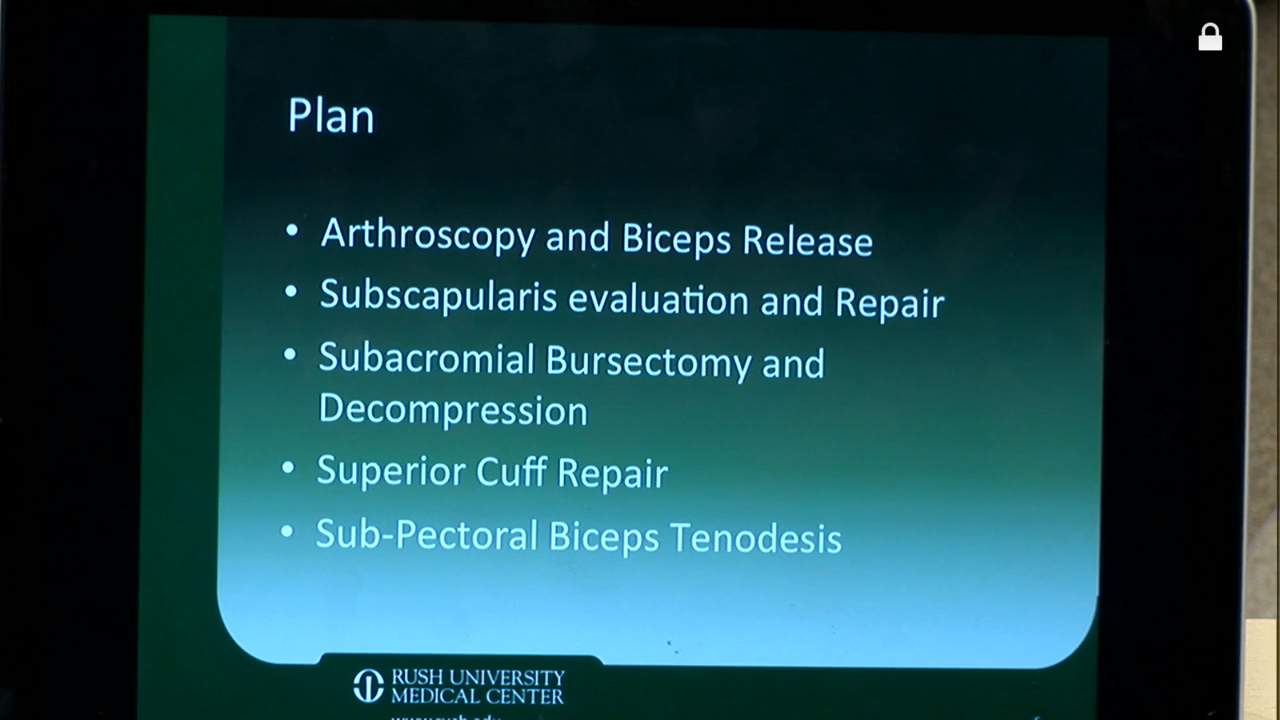 Plan
• Arthroscopy and Biceps Release
• Subscapularis evaluation and Repair
• Subacromial Bursectomy and
Decompression
• Superior Cuff Repair
• Sub-Pectoral Biceps Tenodesis
RUSH UNIVERSITY
MEDICAL CENTER